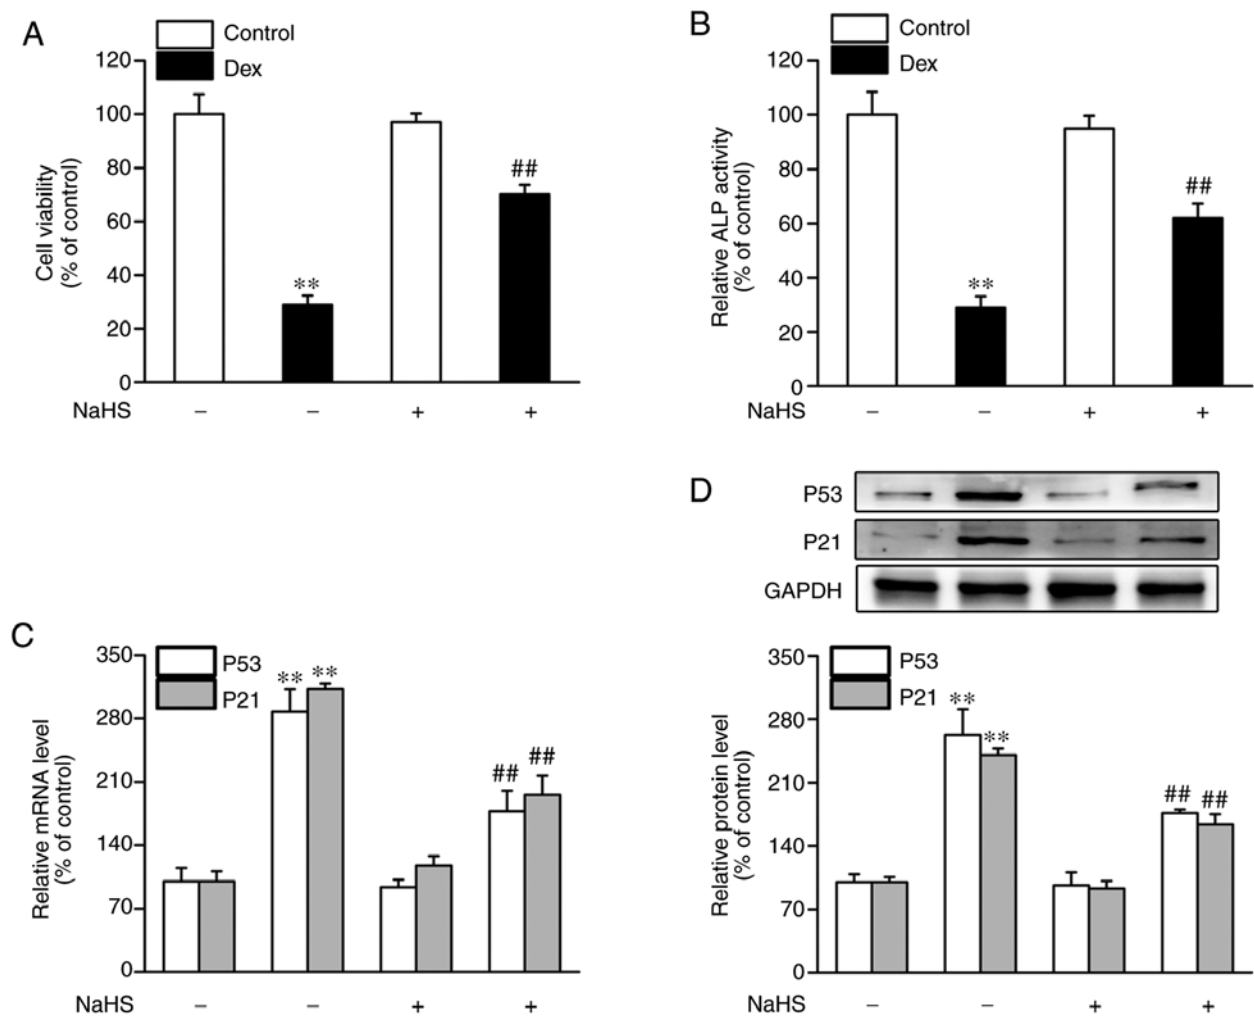 A
Control
Dex
Cell viability
(% of control)
120
100
80
60
40
20
0
**
##
NaHS
–
–
+
+
B
Control
Dex
Relative ALP activity
(% of control)
120
100
80
60
40
20
0
**
##
NaHS
–
–
+
+
C
P53
P21
Relative mRNA level
(% of control)
350
280
210
140
70
0
**
**
##
##
NaHS
–
–
+
+
D
P53
P21
GAPDH
P53
P21
Relative protein level
(% of control)
350
280
210
140
70
0
**
**
##
##
NaHS
–
–
+
+